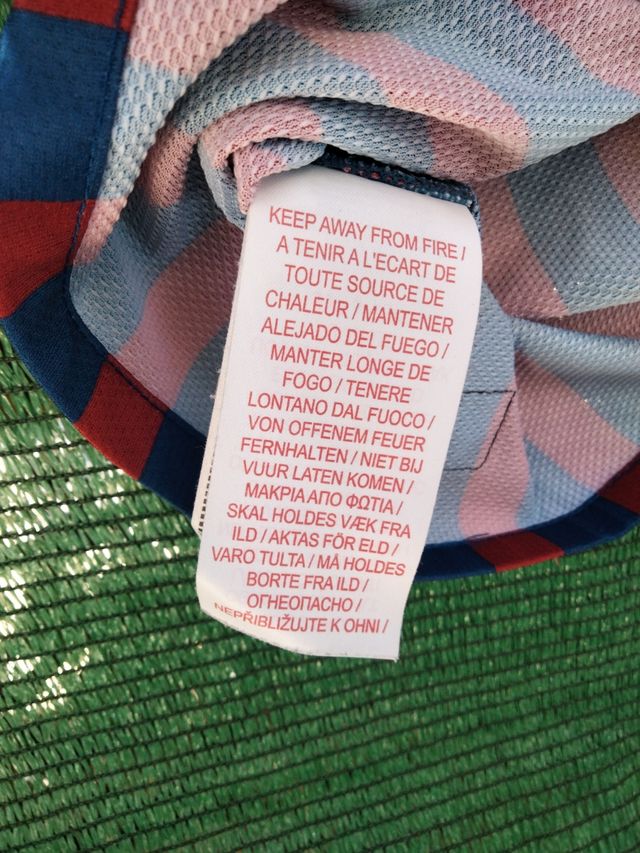 KEEP AWAY FROM FIRE /
A TENIR A L'ECART DE
TOUTE SOURCE DE
CHALEUR / MANTENER
ALEJADO DEL FUEGO /
MANTER LONGE DE
FOGO / TENERE
LONTANO DAL FUOCO /
VON OFFENEM FEUER
FERNHALTEN / NIET BIJ
VUUR LATEN KOMEN /
ΜΑΚΡΙΑ ΑΠΟ ΦΩΤΙΑ /
SKAL HOLDES VÆK FRA
ILD / AKTAS FÖR ELD /
VARO TULTA / MÅ HOLDES
BORTE FRA ILD /
ОГНЕОПАСНО /
NEPŘIBLIŽUJTE K OHNI /